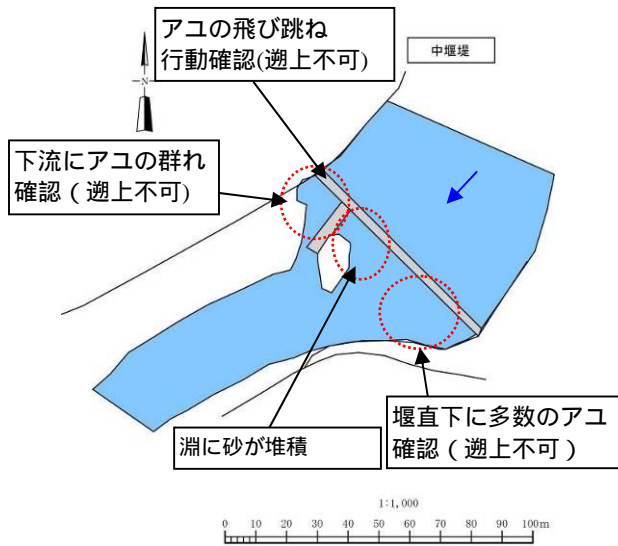 アユの飛び跳ね
行動確認(遡上不可)
中堰堤
N
下流にアユの群れ
確認(遡上不可)
堰直下に多数のアユ
確認(遡上不可)
淵に砂が堆積
1:1,000
0 10 20 30 40 50 60 70 80 90 100m